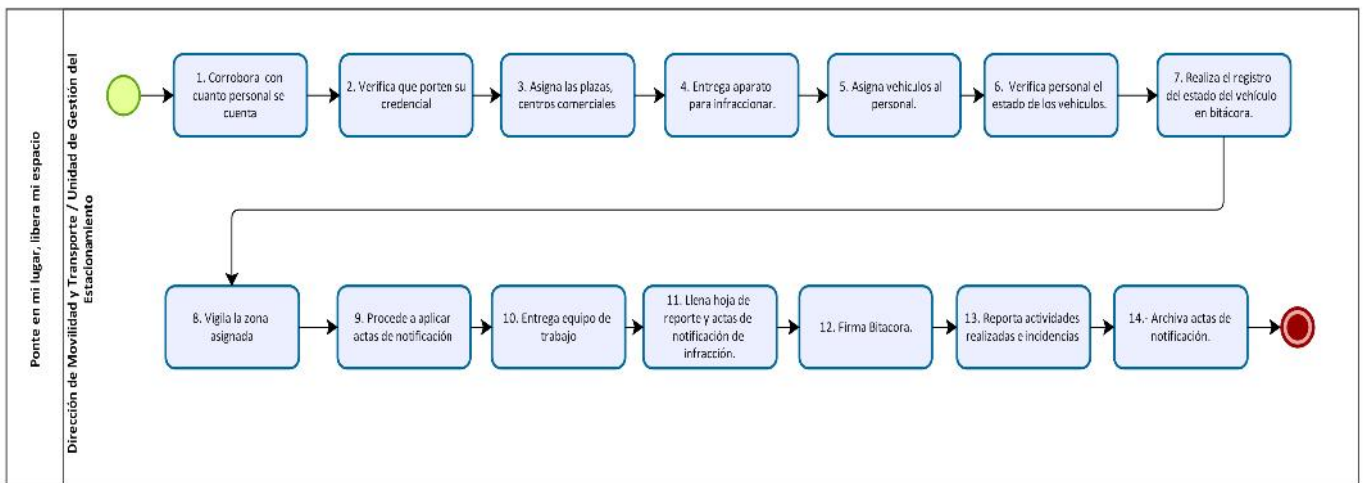 Ponte en mi lugar, libera mi espacio
Dirección de Movilidad y Transporte / Unidad de Gestión del
Estacionamiento
1. Corrobora con
cuanto personal se
cuenta
2. Verifica que porten su
credencial
3. Asigna las plazas,
centros comerciales
4. Entrega aparato
para infraccionar.
5. Asigna vehiculos al
personal.
6. Verifica personal el
estado de los vehiculos.
7. Realiza el registro
del estado del vehículo
en bitácora.
8. Vigila la zona
asignada
9. Procede a aplicar
actas de notificación
10. Entrega equipo de
trabajo
11. Llena hoja de
reporte y actas de
notificación de
infracción.
12. Firma Bitacora.
13. Reporta actividades
realizadas e incidencias
14.- Archiva actas de
notificación.